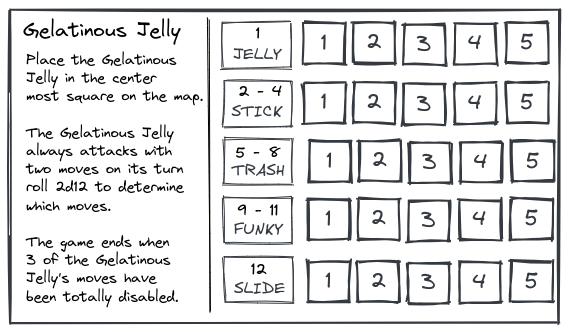 Gelatinous Jelly
Place the Gelatinous
Jelly in the center
most square on the map.
The Gelatinous Jelly
always attacks with
two moves on its turn
roll 2d12 to determine
which moves.
The game ends when
3 of the Gelatinous
Jelly's moves have
been totally disabled.
1
JELLY
1 2 3 4 5
2 - 4
STICK
1 2 3 4 5
5 - 8
TRASH
1 2 3 4 5
9 - 11
FUNKY
1 2 3 4 5
12
SLIDE
1 2 3 4 5